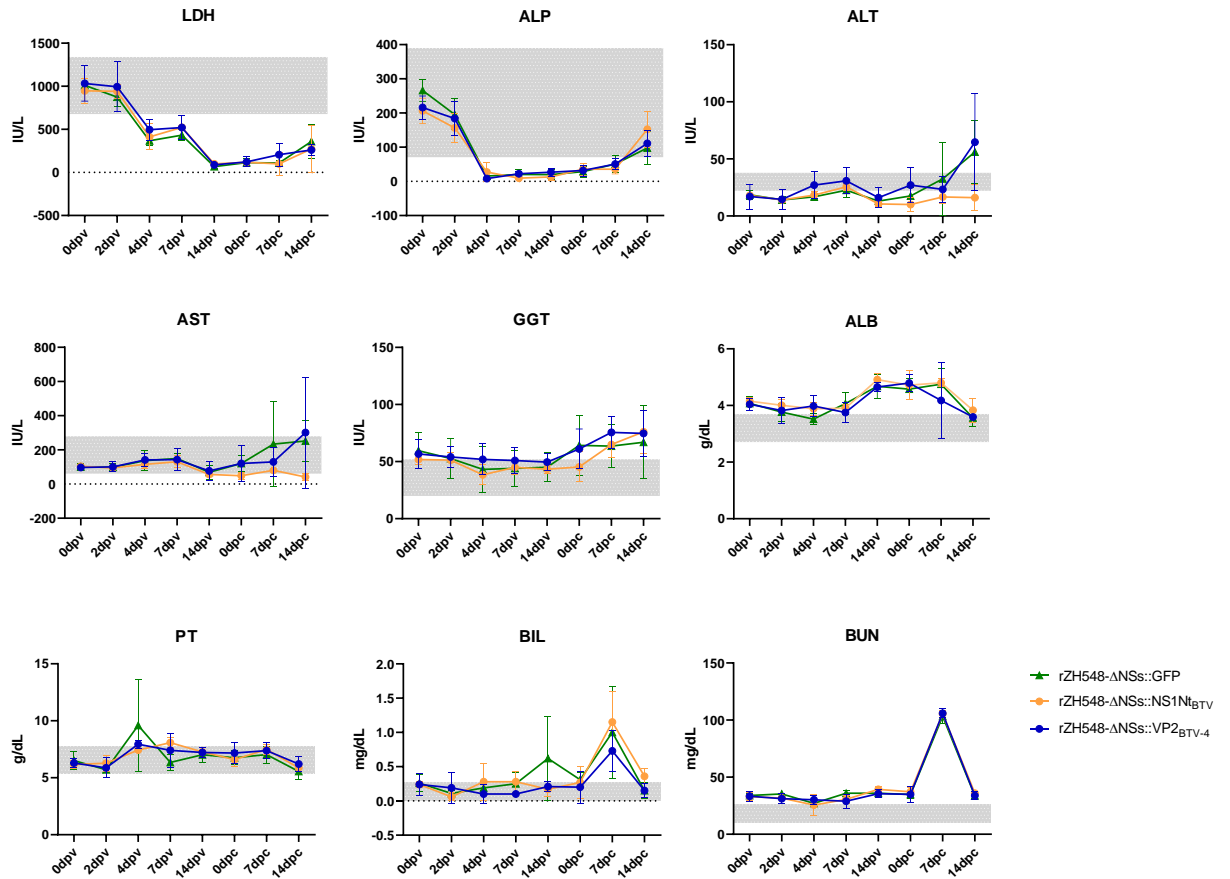 LDH
1500
1000
500
0
-500
IU/L
0dpv
2dpv
4dpv
7dpv
14dpv
0dpc
7dpc
14dpc
ALP
400
300
200
100
0
-100
IU/L
0dpv
2dpv
4dpv
7dpv
14dpv
0dpc
7dpc
14dpc
ALT
150
100
50
0
IU/L
0dpv
2dpv
4dpv
7dpv
14dpv
0dpc
7dpc
14dpc
AST
800
600
400
200
0
-200
IU/L
0dpv
2dpv
4dpv
7dpv
14dpv
0dpc
7dpc
14dpc
GGT
150
100
50
0
IU/L
0dpv
2dpv
4dpv
7dpv
14dpv
0dpc
7dpc
14dpc
ALB
6
4
2
0
g/dL
0dpv
2dpv
4dpv
7dpv
14dpv
0dpc
7dpc
14dpc
PT
15
10
5
0
g/dL
0dpv
2dpv
4dpv
7dpv
14dpv
0dpc
7dpc
14dpc
BIL
2.0
1.5
1.0
0.5
0.0
-0.5
mg/dL
0dpv
2dpv
4dpv
7dpv
14dpv
0dpc
7dpc
14dpc
BUN
150
100
50
0
mg/dL
0dpv
2dpv
4dpv
7dpv
14dpv
0dpc
7dpc
14dpc
rZH548-ΔNSs::GFP
rZH548-ΔNSs::NS1NtBTV
rZH548-ΔNSs::VP2BTV-4